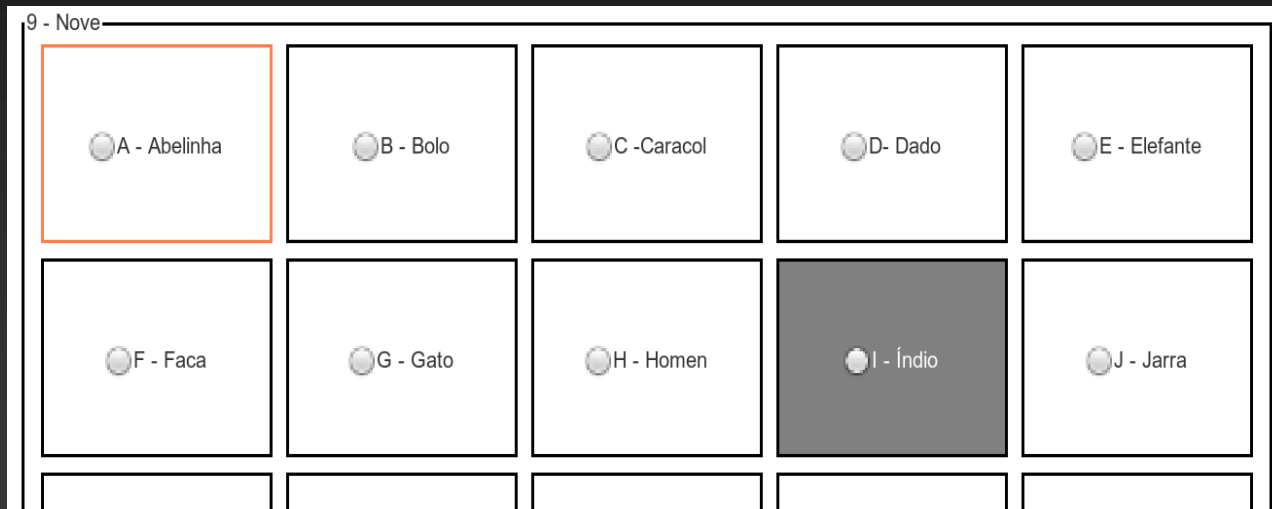 9 - Nove
A - Abelinha
B - Bolo
C -Caracol
D- Dado
E - Elefante
F - Faca
G - Gato
H - Homen
I - Índio
J - Jarra